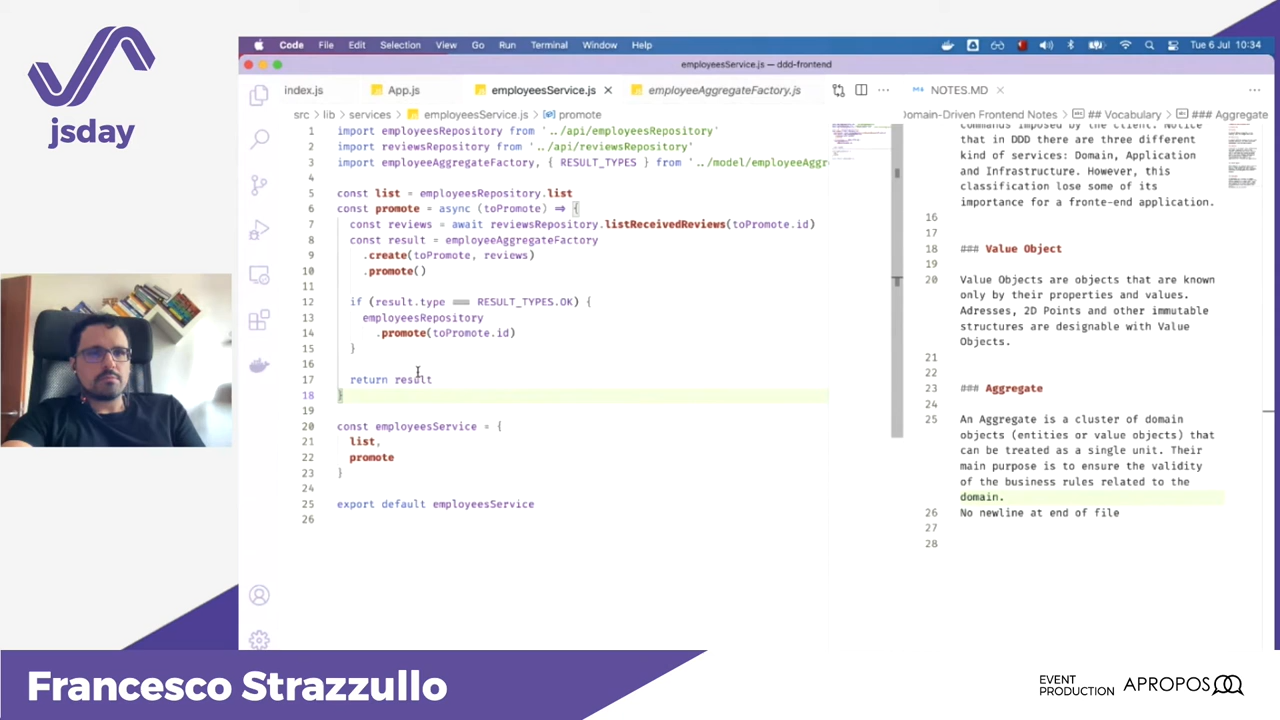 jsday
Code File Edit Selection View Go Run Terminal Window Help
Tue 6 Jul 10:34
employeesService.js — ddd-frontend
index.js
App.js
employeesService.js
employeeAggregateFactory.js
NOTES.MD
src > lib > services > employeesService.js > promote
Domain-Driven Frontend Notes > ## Vocabulary > ### Aggregate
1 import employeesRepository from '../api/employeesRepository'
2 import reviewsRepository from '../api/reviewsRepository'
3 import employeeAggregateFactory, { RESULT_TYPES } from '../model/employeeAggre
4
5 const list = employeesRepository.list
6 const promote = async (toPromote) => {
7 const reviews = await reviewsRepository.listReceivedReviews(toPromote.id)
8 const result = employeeAggregateFactory
9 .create(toPromote, reviews)
10 .promote()
11
12 if (result.type === RESULT_TYPES.OK) {
13 employeesRepository
14 .promote(toPromote.id)
15 }
16
17 return result
18 }
19
20 const employeesService = {
21 list,
22 promote
23 }
24
25 export default employeesService
26
commands imposed by the client. Notice
that in DDD there are three different
kind of services: Domain, Application
and Infrastructure. However, this
classification lose some of its
importance for a fronte-end application.
16
17
18 ### Value Object
19
20 Value Objects are objects that are known
only by their properties and values.
Adresses, 2D Points and other immutable
structures are designable with Value
Objects.
21
22
23 ### Aggregate
24
25 An Aggregate is a cluster of domain
objects (entities or value objects) that
can be treated as a single unit. Their
main purpose is to ensure the validity
of the business rules related to the
domain.
26 No newline at end of file
27
28
Francesco Strazzullo
EVENT
PRODUCTION
APROPOS